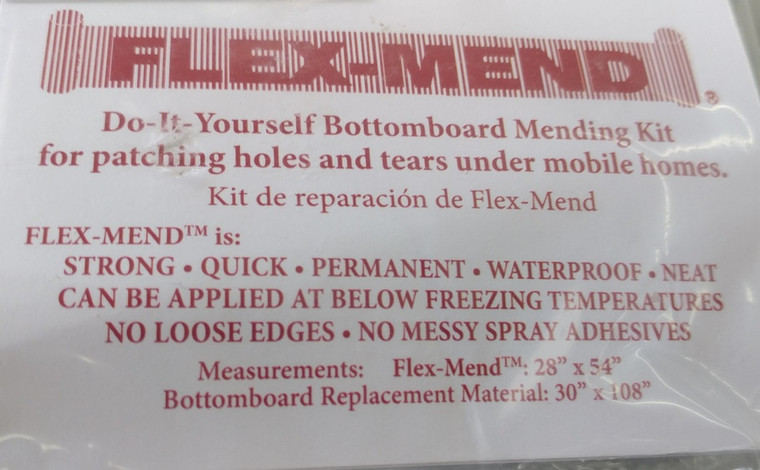 FLEX-MEND®
Do-It-Yourself Bottomboard Mending Kit
for patching holes and tears under mobile homes.
Kit de reparación de Flex-Mend
FLEX-MEND™ is:
STRONG • QUICK • PERMANENT • WATERPROOF • NEAT
CAN BE APPLIED AT BELOW FREEZING TEMPERATURES
NO LOOSE EDGES • NO MESSY SPRAY ADHESIVES
Measurements: Flex-Mend™: 28” x 54”
Bottomboard Replacement Material: 30” x 108”